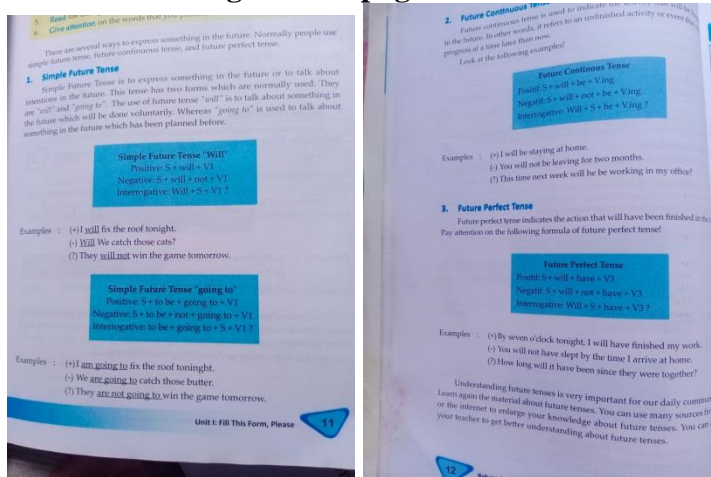 5. Read the
6. Give attention on the words that you
There are several ways to express something in the future. Normally people use
simple future tense, future continuous tense, and future perfect tense.
1. Simple Future Tense
Simple Future Tense is to express something in the future or to talk about
intentions in the future. This tense has two forms which are normally used. They
are "will" and "going to". The use of future tense "will" is to talk about something in
the future which will be done voluntarily. Whereas "going to" is used to talk about
something in the future which has been planned before.
Simple Future Tense "Will"
Positive: S + will + V1
Negative: S + will + not + V1
Interrogative: Will + S + V1 ?
Examples : (+) I will fix the roof tonight.
(-) Will We catch those cats?
(?) They will not win the game tomorrow.
Simple Future Tense "going to"
Positive: S + to be + going to + V1
Negative: S + to be + not + going to + V1
Interrogative: to be + going to + S + V1 ?
Examples : (+) I am going to fix the roof toninght.
(-) We are going to catch those butter.
(?) They are not going to win the game tomorrow.
Unit I: Fill This Form, Please 11
2. Future Continuous Tense
Future continuous tense is used to indicate the activity that will be
in the future. In other words, it refers to an unfinished activity or event that
progress at a time later than now.
Look at the following examples!
Future Continous Tense
Positif: S + will + be + V.ing
Negatif: S + will + not + be + V.ing
Interrogative: Will + S + be + V.ing ?
Examples : (+) I will be staying at home.
(-) You will not be leaving for two months.
(?) This time next week will he be working in my office?
3. Future Perfect Tense
Future perfect tense indicates the action that will have been finished in the
Pay attention on the following formula of future perfect tense!
Future Perfect Tense
Positif: S + will + have + V3
Negatif: S + will + not + have + V3
Interrogative: Will + S + have + V3 ?
Examples : (+) By seven o'clock tonight, I will have finished my work.
(-) You will not have slept by the time I arrive at home.
(?) How long will it have been since they were together?
Understanding future tenses is very important for our daily
Learn again the material about future tenses. You can use many sources
or the internet to enlarge your knowledge about future tenses. You can
your teacher to get better understanding about future tenses.
12